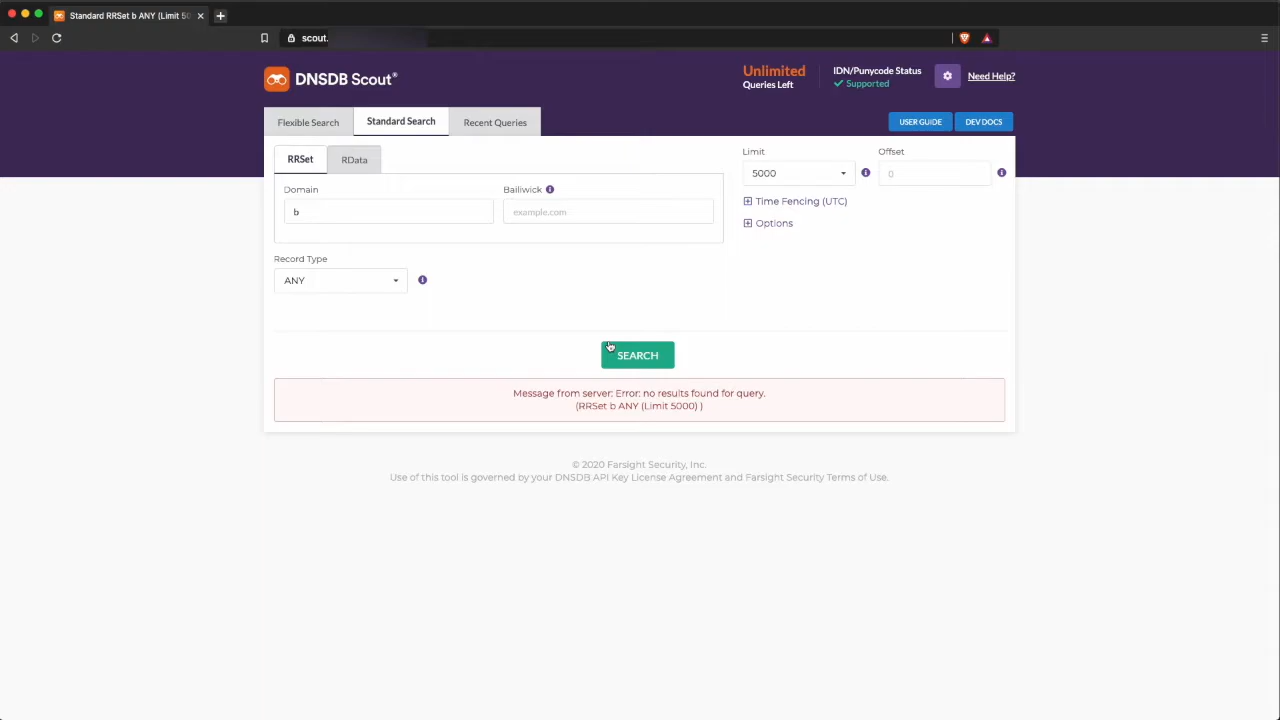 Standard RRSet b ANY (Limit 50
scout.
DNSDB Scout®
Unlimited
Queries Left
IDN/Punycode Status
Supported
Need Help?
Flexible Search
Standard Search
Recent Queries
USER GUIDE
DEV DOCS
RRSet
RData
Limit
Offset
5000
0
Domain
Bailiwick
b
example.com
Time Fencing (UTC)
Options
Record Type
ANY
SEARCH
Message from server: Error: no results found for query.
(RRSet b ANY (Limit 5000) )
© 2020 Farsight Security, Inc.
Use of this tool is governed by your DNSDB API Key License Agreement and Farsight Security Terms of Use.